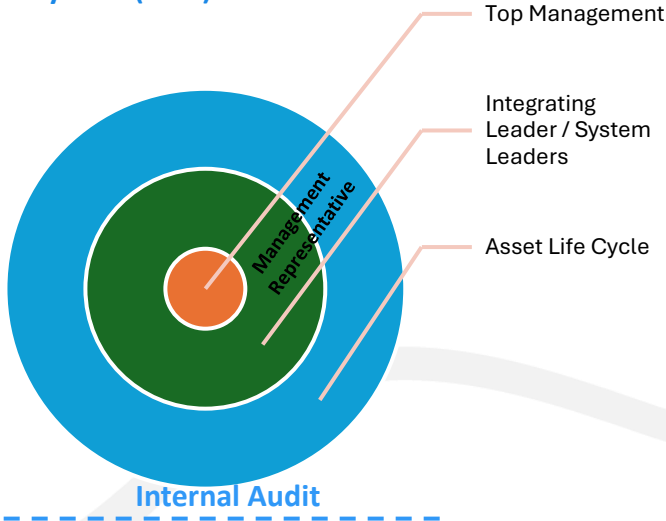 Top Management
Integrating
Leader / System
Leaders
Management
Representative
Asset Life Cycle
Internal Audit